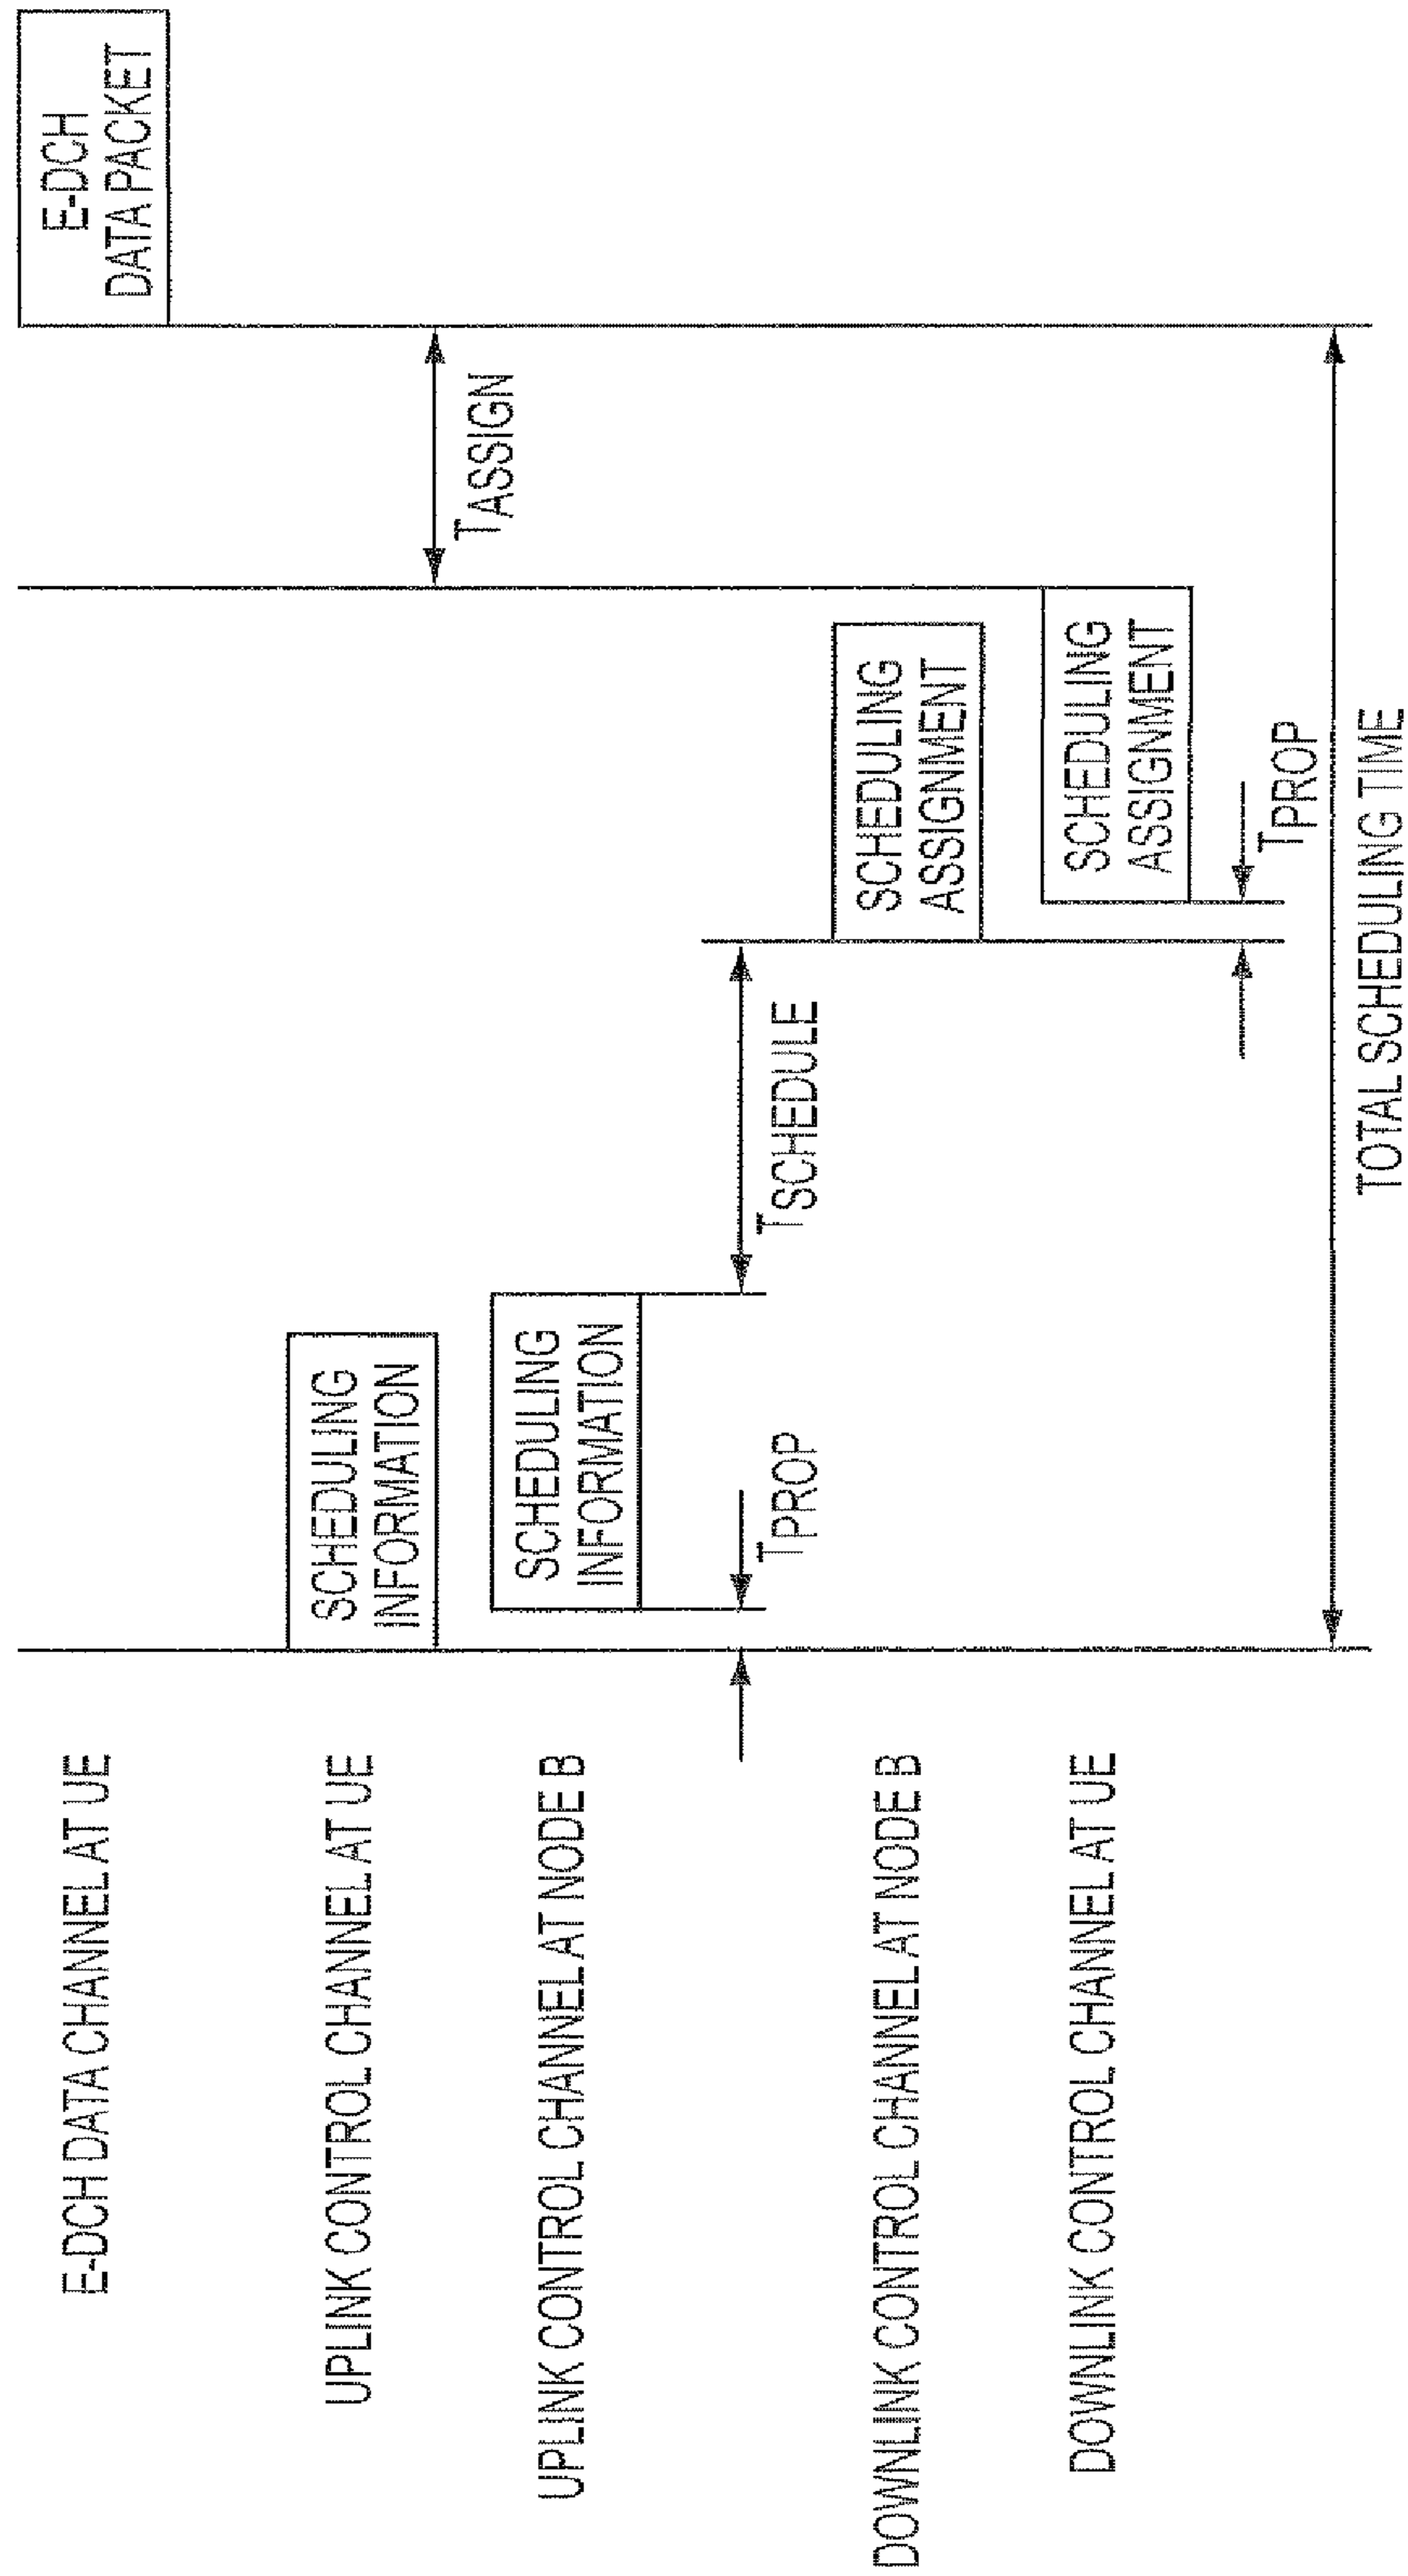 E-DCH DATA CHANNEL AT UE
E-DCH
DATA PACKET
UPLINK CONTROL CHANNEL AT UE
SCHEDULING
INFORMATION
TASSIGN
UPLINK CONTROL CHANNEL AT NODE B
SCHEDULING
INFORMATION
TPROP
TSCHEDULE
DOWNLINK CONTROL CHANNEL AT NODE B
SCHEDULING
ASSIGNMENT
DOWNLINK CONTROL CHANNEL AT UE
SCHEDULING
ASSIGNMENT
TPROP
TOTAL SCHEDULING TIME